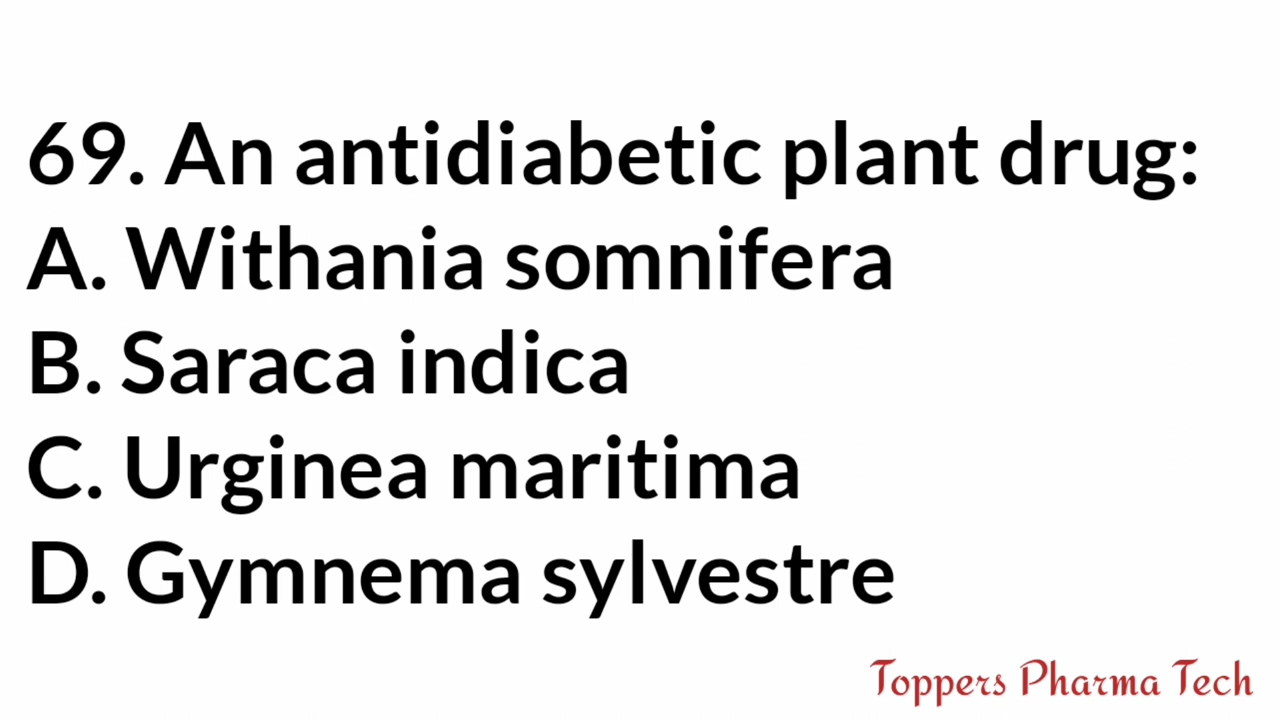 69. An antidiabetic plant drug:
A. Withania somnifera
B. Saraca indica
C. Urginea maritima
D. Gymnema sylvestre
Toppers Pharma Tech